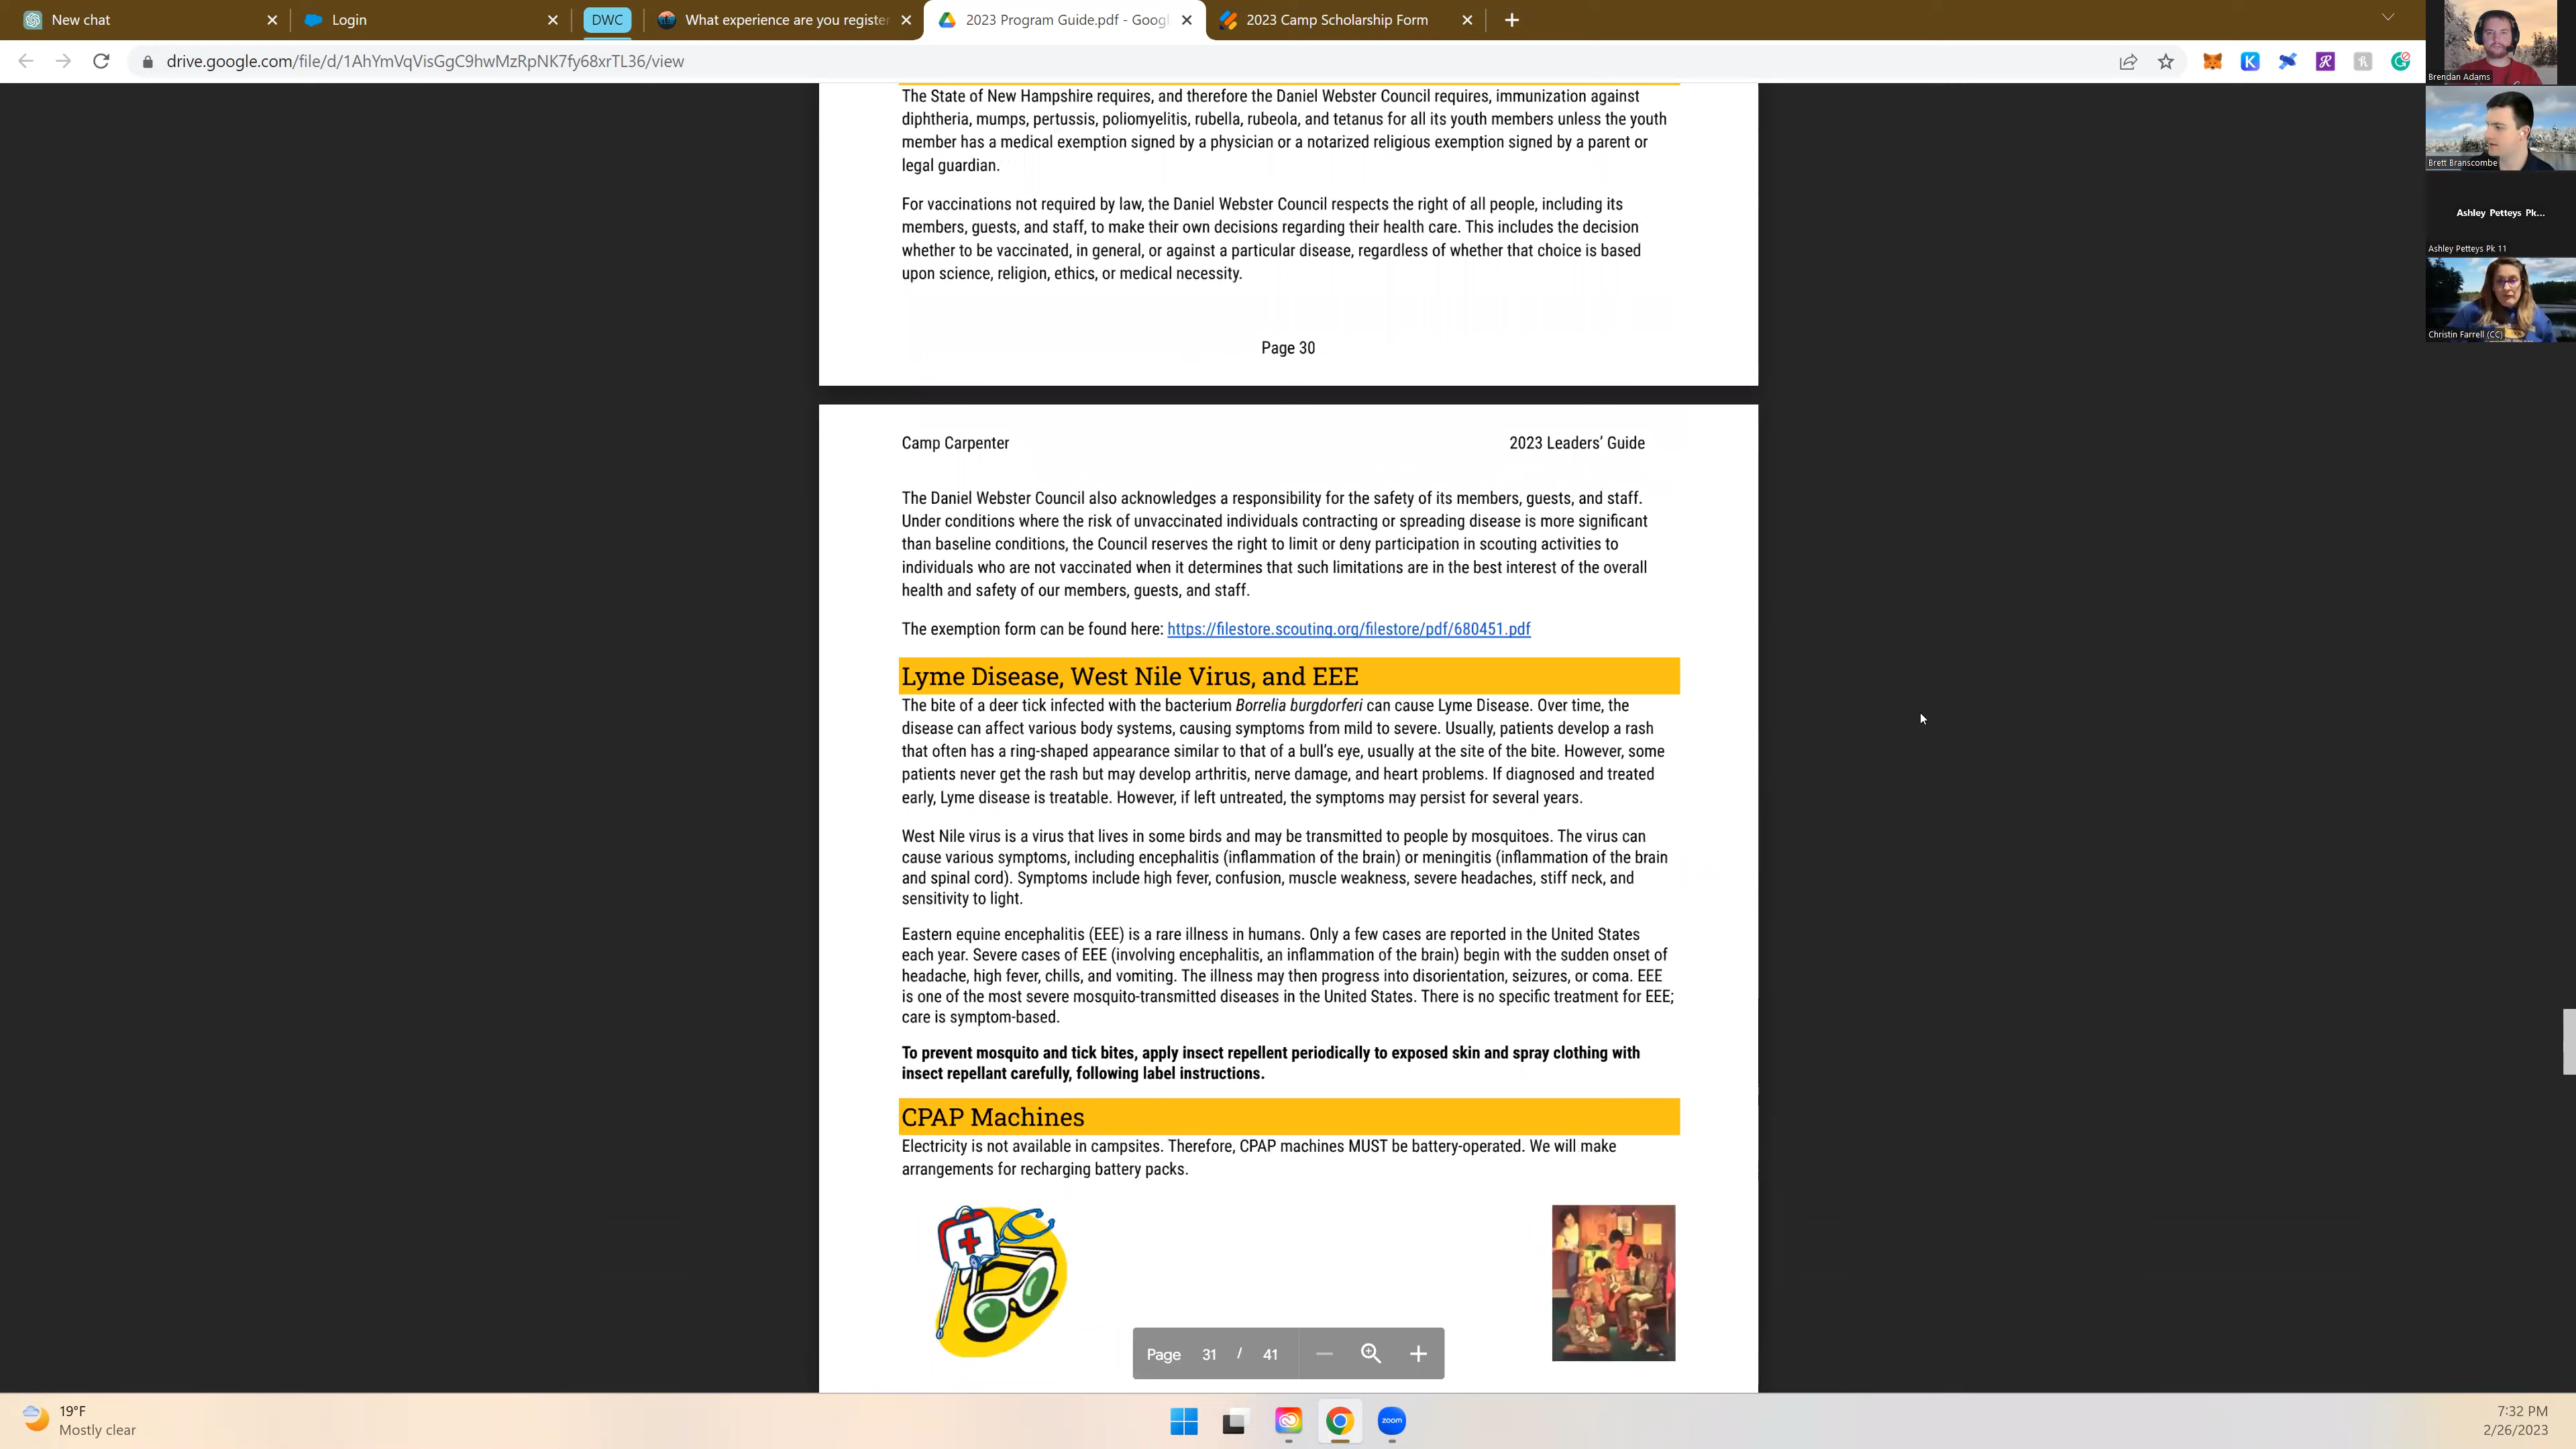 New chat
Login
DWC
What experience are you register
2023 Program Guide.pdf - Googl
2023 Camp Scholarship Form
drive.google.com/file/d/1AhYmVqVisGgC9hwMzRpNK7fy68xrTL36/view
Brendan Adams
Brett Branscombe
Ashley Petteys Pk...
Ashley Petteys Pk 11
Christin Farrell (CC)
The State of New Hampshire requires, and therefore the Daniel Webster Council requires, immunization against
diphtheria, mumps, pertussis, poliomyelitis, rubella, rubeola, and tetanus for all its youth members unless the youth
member has a medical exemption signed by a physician or a notarized religious exemption signed by a parent or
legal guardian.
For vaccinations not required by law, the Daniel Webster Council respects the right of all people, including its
members, guests, and staff, to make their own decisions regarding their health care. This includes the decision
whether to be vaccinated, in general, or against a particular disease, regardless of whether that choice is based
upon science, religion, ethics, or medical necessity.
Page 30
Camp Carpenter
2023 Leaders' Guide
The Daniel Webster Council also acknowledges a responsibility for the safety of its members, guests, and staff.
Under conditions where the risk of unvaccinated individuals contracting or spreading disease is more significant
than baseline conditions, the Council reserves the right to limit or deny participation in scouting activities to
individuals who are not vaccinated when it determines that such limitations are in the best interest of the overall
health and safety of our members, guests, and staff.
The exemption form can be found here: https://filestore.scouting.org/filestore/pdf/680451.pdf
Lyme Disease, West Nile Virus, and EEE
The bite of a deer tick infected with the bacterium Borrelia burgdorferi can cause Lyme Disease. Over time, the
disease can affect various body systems, causing symptoms from mild to severe. Usually, patients develop a rash
that often has a ring-shaped appearance similar to that of a bull's eye, usually at the site of the bite. However, some
patients never get the rash but may develop arthritis, nerve damage, and heart problems. If diagnosed and treated
early, Lyme disease is treatable. However, if left untreated, the symptoms may persist for several years.
West Nile virus is a virus that lives in some birds and may be transmitted to people by mosquitoes. The virus can
cause various symptoms, including encephalitis (inflammation of the brain) or meningitis (inflammation of the brain
and spinal cord). Symptoms include high fever, confusion, muscle weakness, severe headaches, stiff neck, and
sensitivity to light.
Eastern equine encephalitis (EEE) is a rare illness in humans. Only a few cases are reported in the United States
each year. Severe cases of EEE (involving encephalitis, an inflammation of the brain) begin with the sudden onset of
headache, high fever, chills, and vomiting. The illness may then progress into disorientation, seizures, or coma. EEE
is one of the most severe mosquito-transmitted diseases in the United States. There is no specific treatment for EEE;
care is symptom-based.
To prevent mosquito and tick bites, apply insect repellent periodically to exposed skin and spray clothing with
insect repellant carefully, following label instructions.
CPAP Machines
Electricity is not available in campsites. Therefore, CPAP machines MUST be battery-operated. We will make
arrangements for recharging battery packs.
Page 31 / 41
19°F
Mostly clear
zoom
7:32 PM
2/26/2023